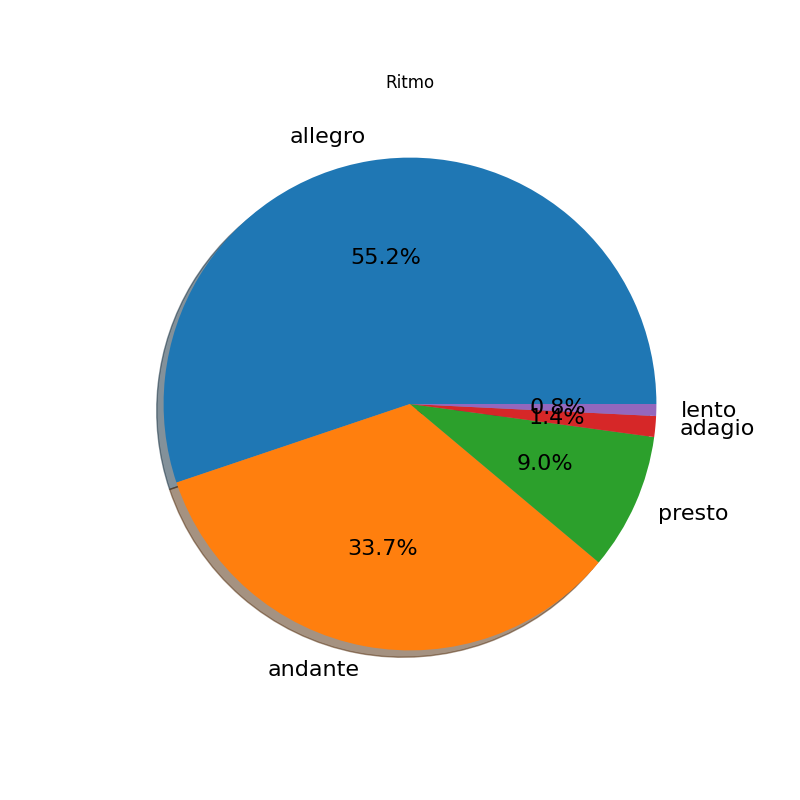 Ritmo
allegro
55.2%
0.8%
lento
1.4%
adagio
9.0%
presto
33.7%
andante